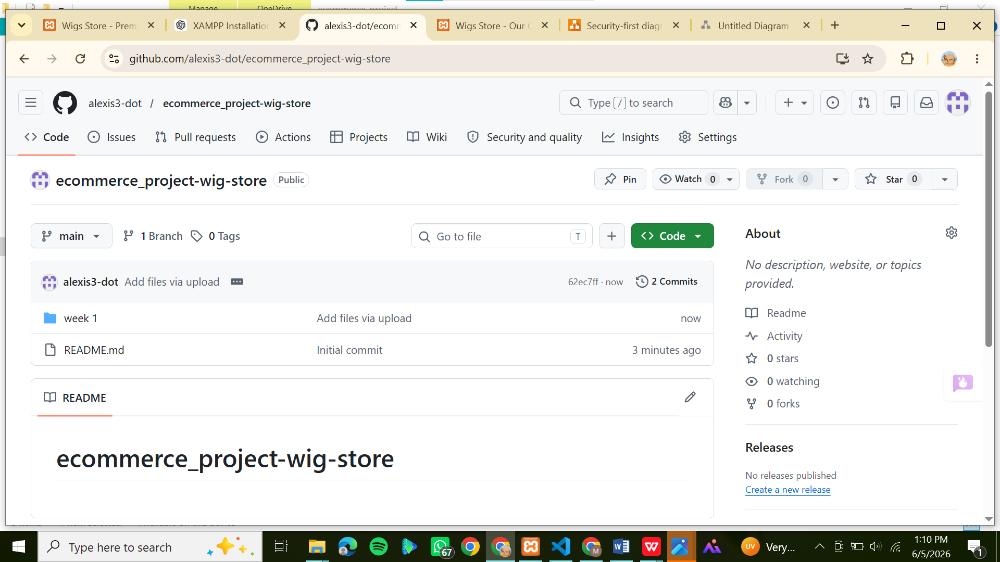 Manage
OneDrive
ecommerce_project
Wigs Store - Prem
XAMPP Installation
alexis3-dot/ecomm
Wigs Store - Our C
Security-first diagr
Untitled Diagram
github.com/alexis3-dot/ecommerce_project-wig-store
alexis3-dot / ecommerce_project-wig-store
Type / to search
Code
Issues
Pull requests
Actions
Projects
Wiki
Security and quality
Insights
Settings
ecommerce_project-wig-store
Public
Pin
Watch 0
Fork 0
Star 0
main
1 Branch
0 Tags
Go to file
T
Code
About
No description, website, or topics
provided.
alexis3-dot Add files via upload
62ec7ff · now
2 Commits
week 1
Add files via upload
now
README.md
Initial commit
3 minutes ago
Readme
Activity
0 stars
0 watching
0 forks
README
ecommerce_project-wig-store
Releases
No releases published
Create a new release
Type here to search
67
M
UV
Very...
1:10 PM
6/5/2026
1